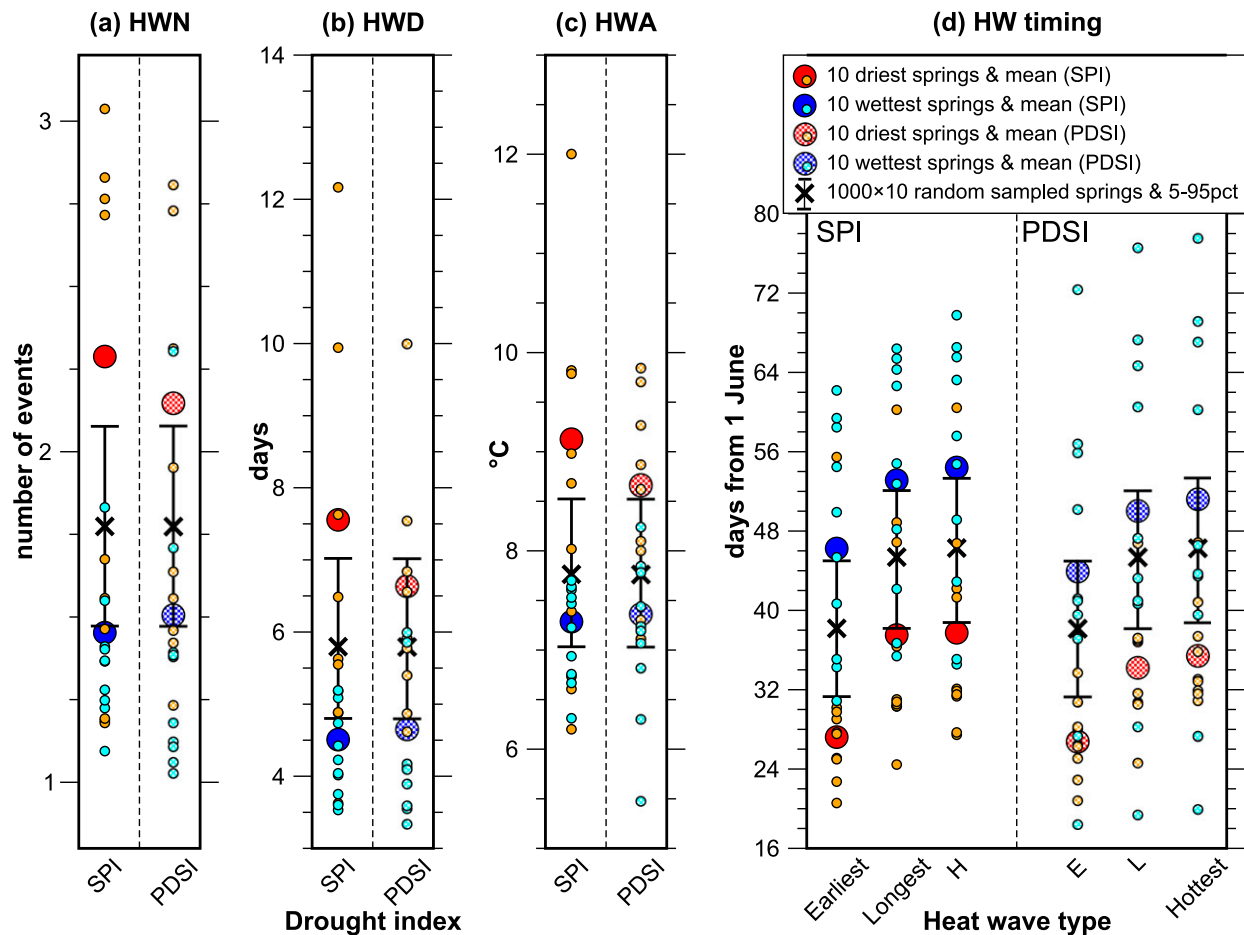 (a) HWN
(b) HWD
(c) HWA
(d) HW timing
10 driest springs & mean (SPI)
10 wettest springs & mean (SPI)
10 driest springs & mean (PDSI)
10 wettest springs & mean (PDSI)
1000×10 random sampled springs & 5-95pct
number of events
3
2
1
SPI
PDSI
days
14
12
10
8
6
4
SPI
PDSI
Drought index
°C
12
10
8
6
SPI
PDSI
days from 1 June
80
72
64
56
48
40
32
24
16
SPI
PDSI
Earliest
Longest
H
E
L
Hottest
Heat wave type